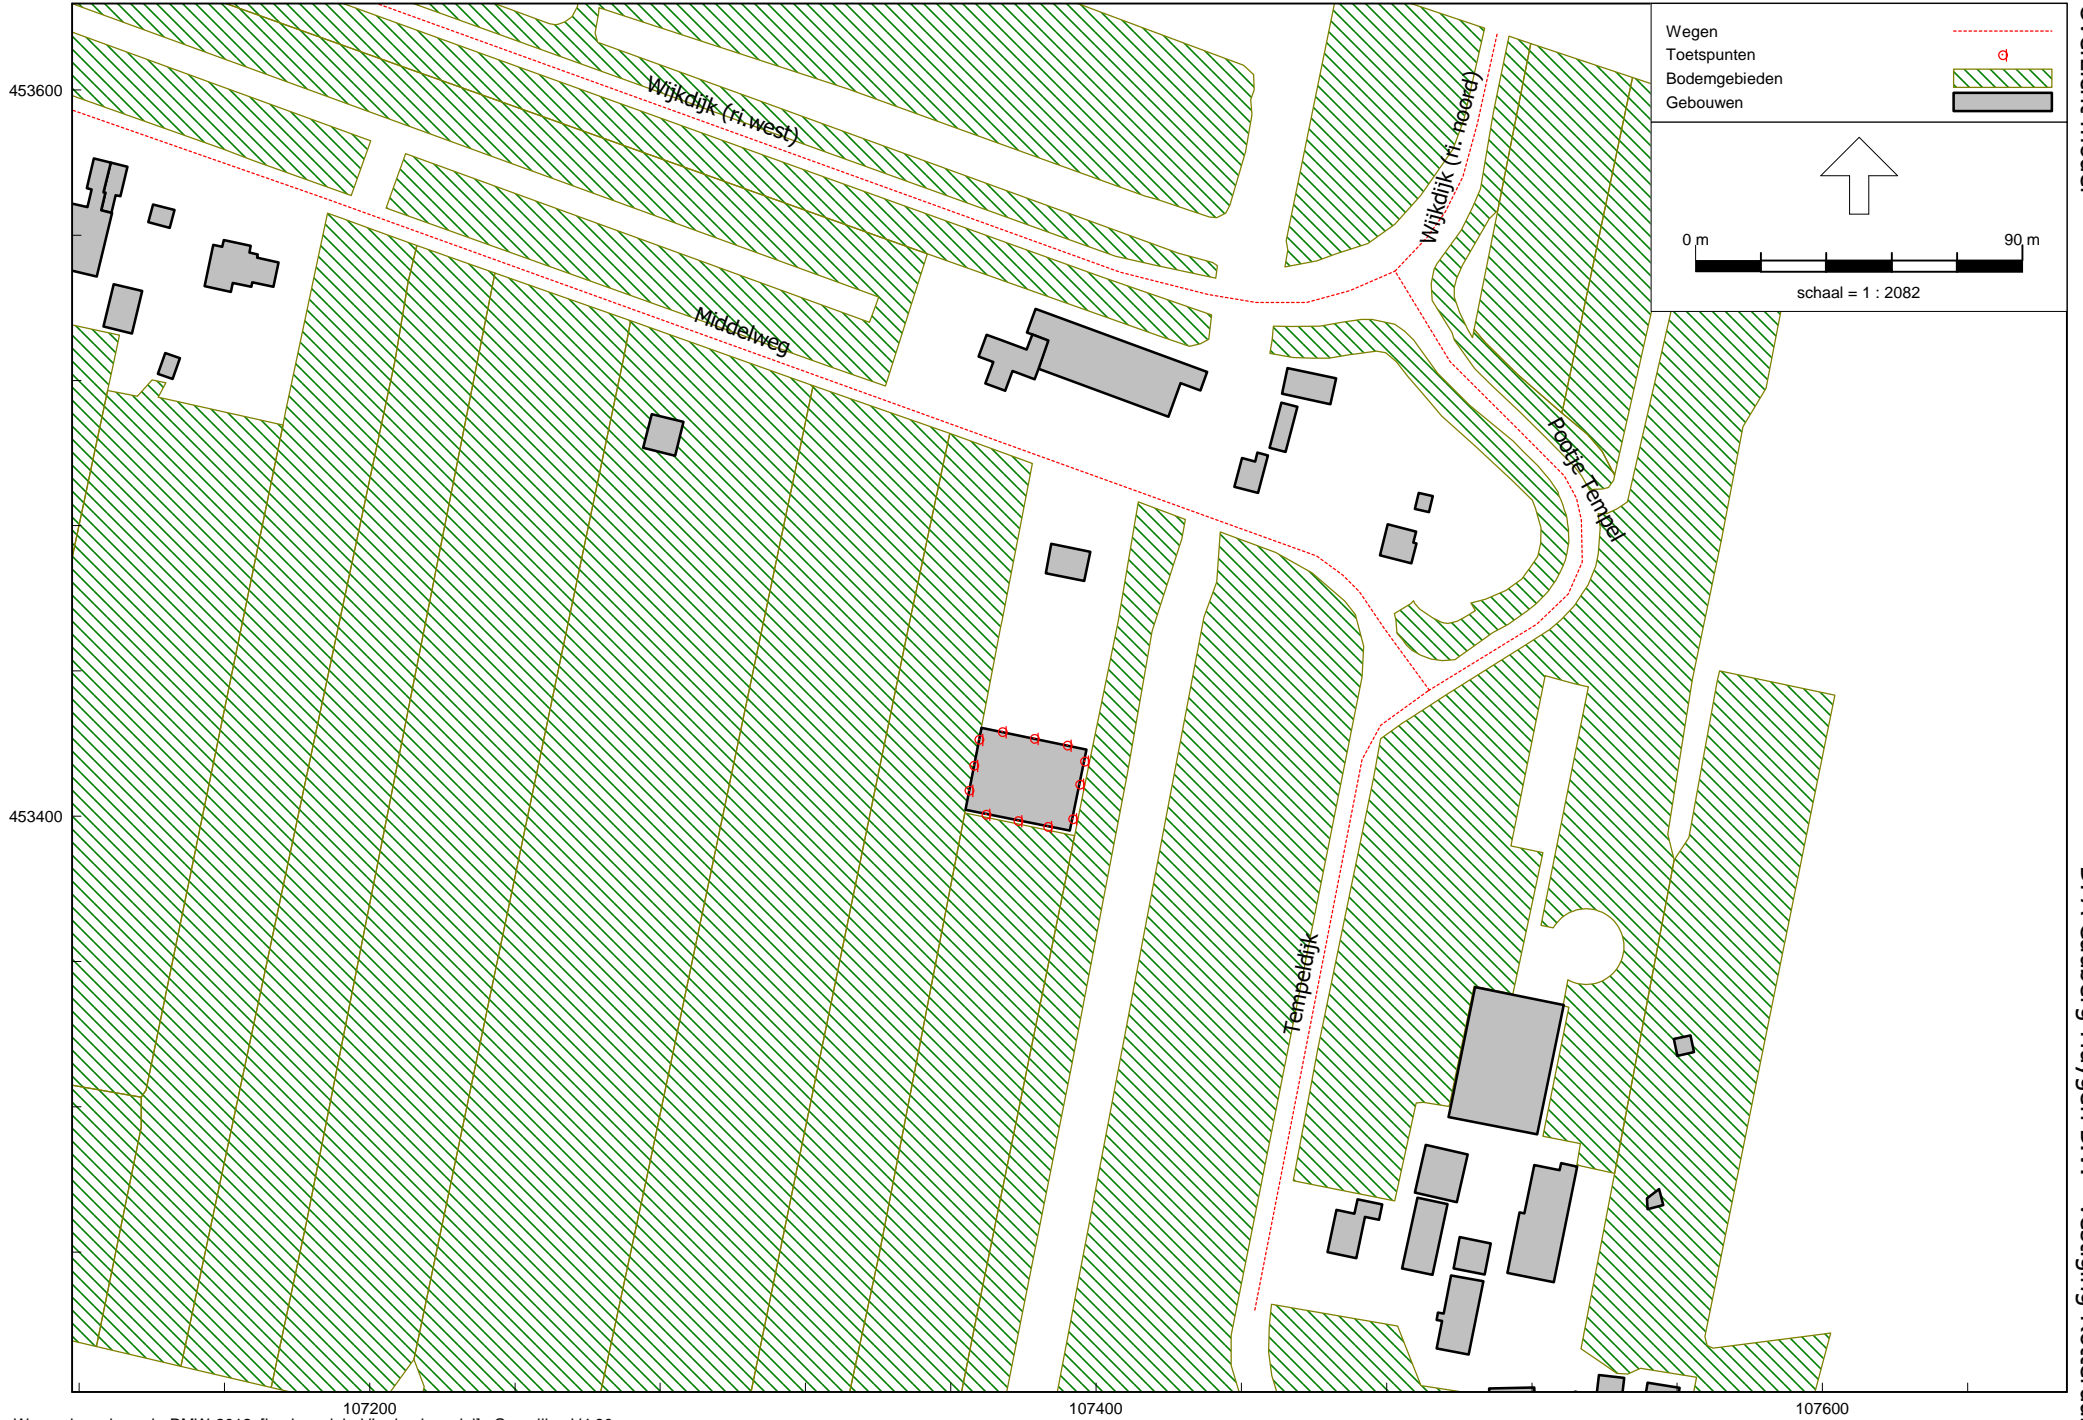 Wegen
Toetspunten
Bodemgebieden
Gebouwen
0 m 90 m
schaal = 1 : 2082
453600
453400
Wijkdijk (ri.west)
Wijkdijk (ri. noord)
Middelweg
Pootje Tempel
Tempeldijk
107200 107400 107600